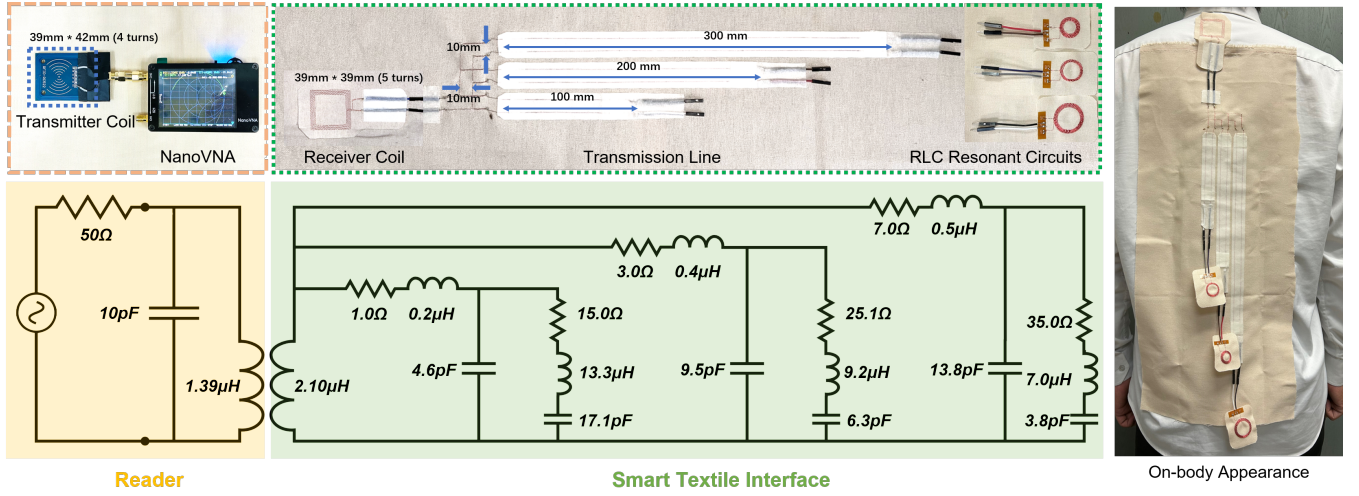 39mm * 42mm (4 turns)
Transmitter Coil
NanoVNA
NanoVNA
39mm * 39mm (5 turns)
10mm
10mm
300 mm
200 mm
100 mm
Receiver Coil
Transmission Line
RLC Resonant Circuits
50Ω
10pF
1.39μH
2.10μH
1.0Ω
0.2μH
4.6pF
15.0Ω
13.3μH
17.1pF
3.0Ω
0.4μH
9.5pF
25.1Ω
9.2μH
6.3pF
7.0Ω
0.5μH
13.8pF
35.0Ω
7.0μH
3.8pF
Reader
Smart Textile Interface
On-body Appearance